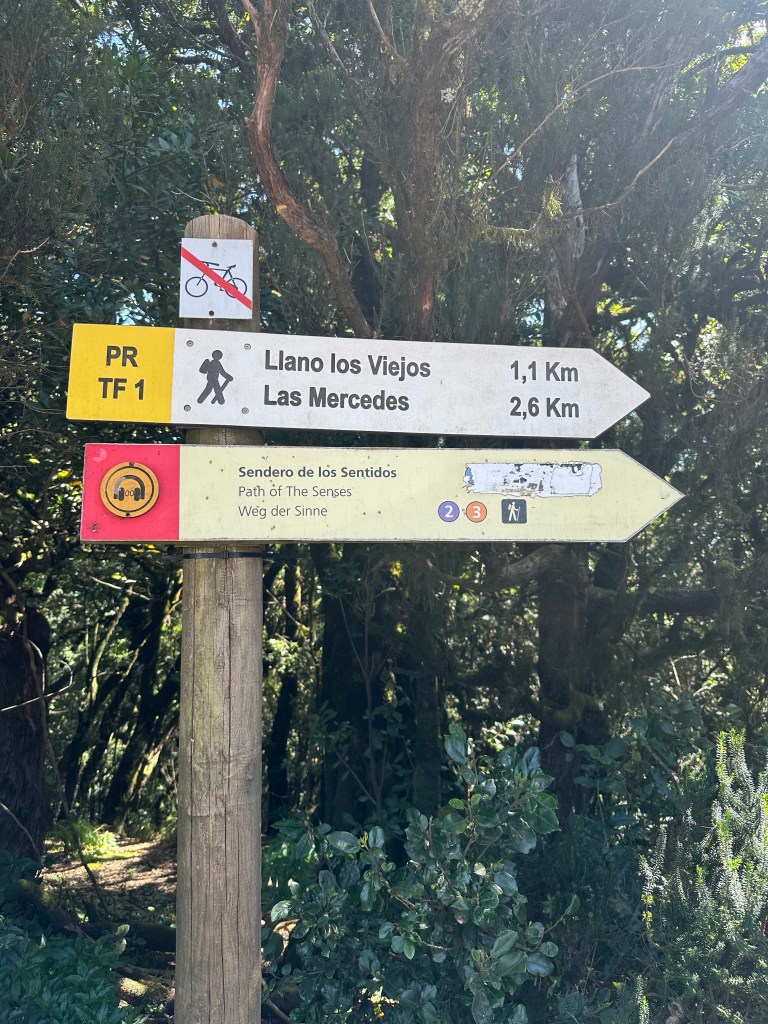 PR
TF 1
Llano los Viejos 1,1 Km
Las Mercedes 2,6 Km
Sendero de los Sentidos
Path of The Senses
Weg der Sinne 2 3